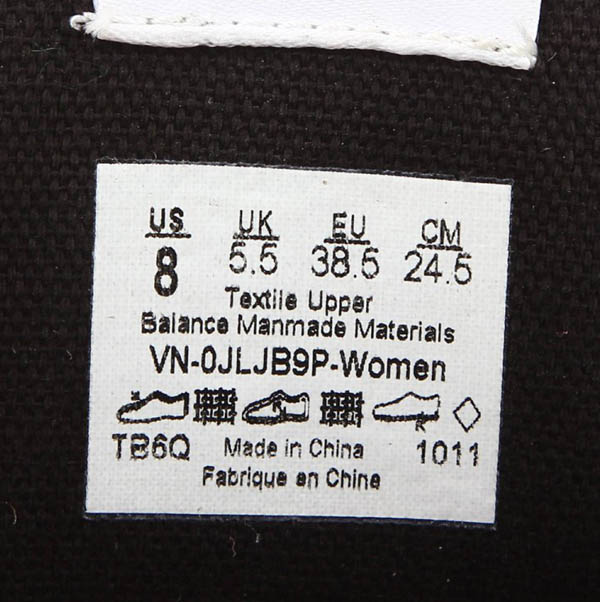 US UK EU CM
8 5.5 38.5 24.5
Textile Upper
Balance Manmade Materials
VN-0JLJB9P-Women
TB6Q Made in China 1011
Fabrique en Chine